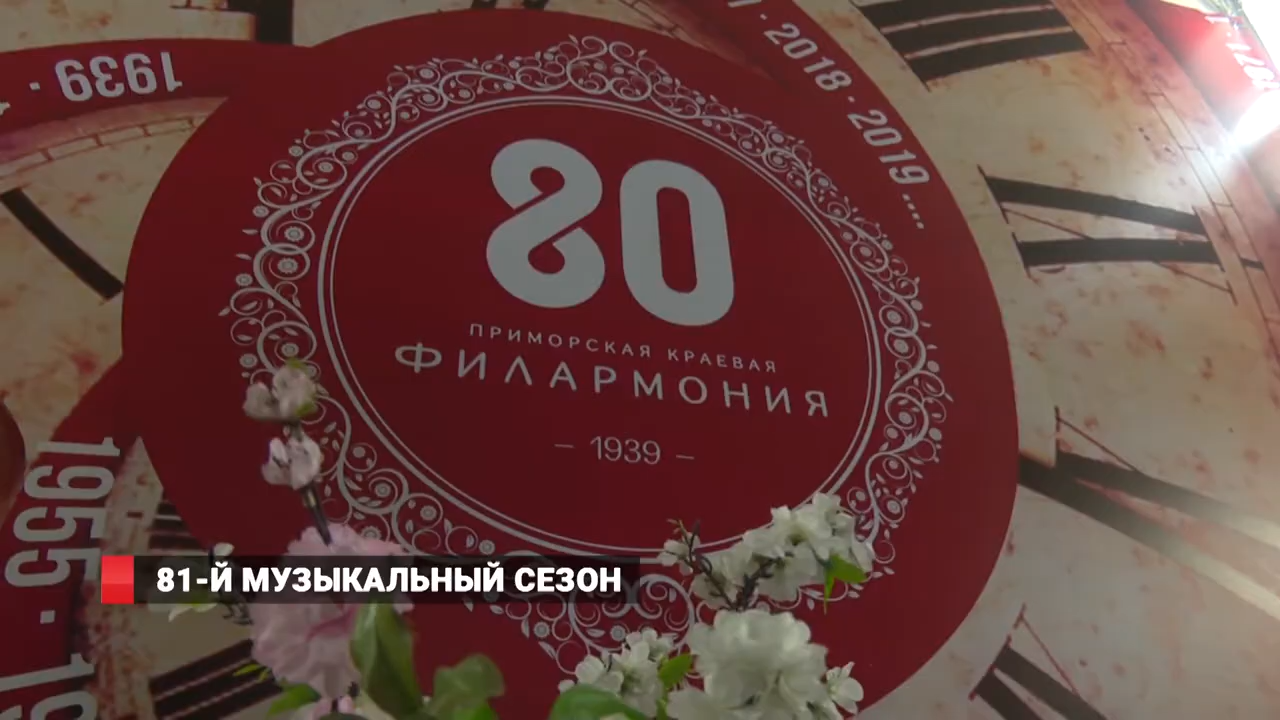 1939 ·
· 2018 · 2019 ....
80
ПРИМОРСКАЯ КРАЕВАЯ
ФИЛАРМОНИЯ
– 1939 –
1955 ·
81-Й МУЗЫКАЛЬНЫЙ СЕЗОН